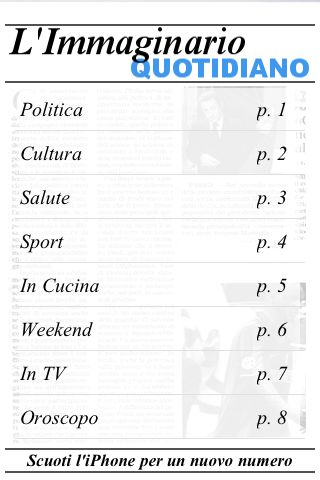 L'Immaginario
QUOTIDIANO
Politica p. 1
Cultura p. 2
Salute p. 3
Sport p. 4
In Cucina p. 5
Weekend p. 6
In TV p. 7
Oroscopo p. 8
Scuoti l'iPhone per un nuovo numero